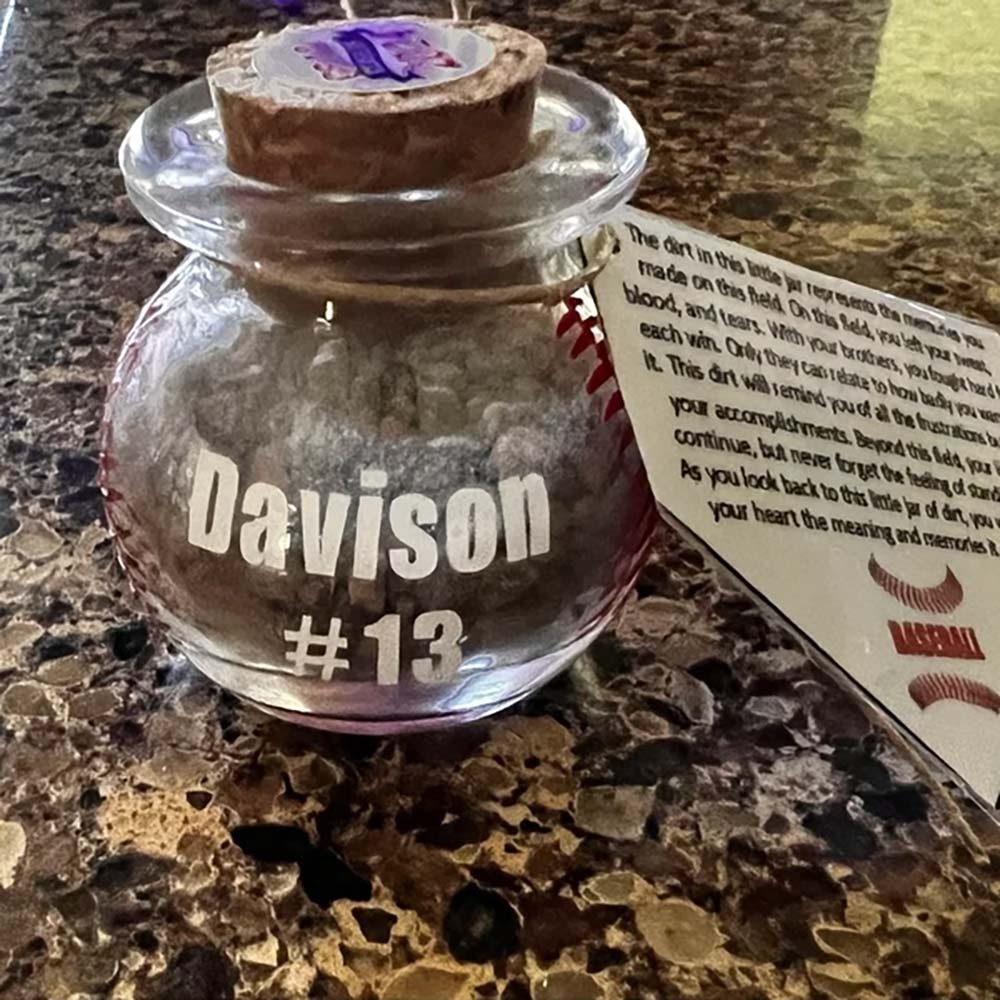 Davison
#13
The dirt in this little jar represents the memories you
made on this field. On this field, you left your sweat,
blood, and tears. With your brothers, you fought hard
each win. Only they can relate to how badly you
it. This dirt will remind you of all the frustrations
your accomplishments. Beyond this field, your
continue, but never forget the feeling of
As you look back to this little jar of dirt, you
your heart the meaning and memories it
BASEBALL